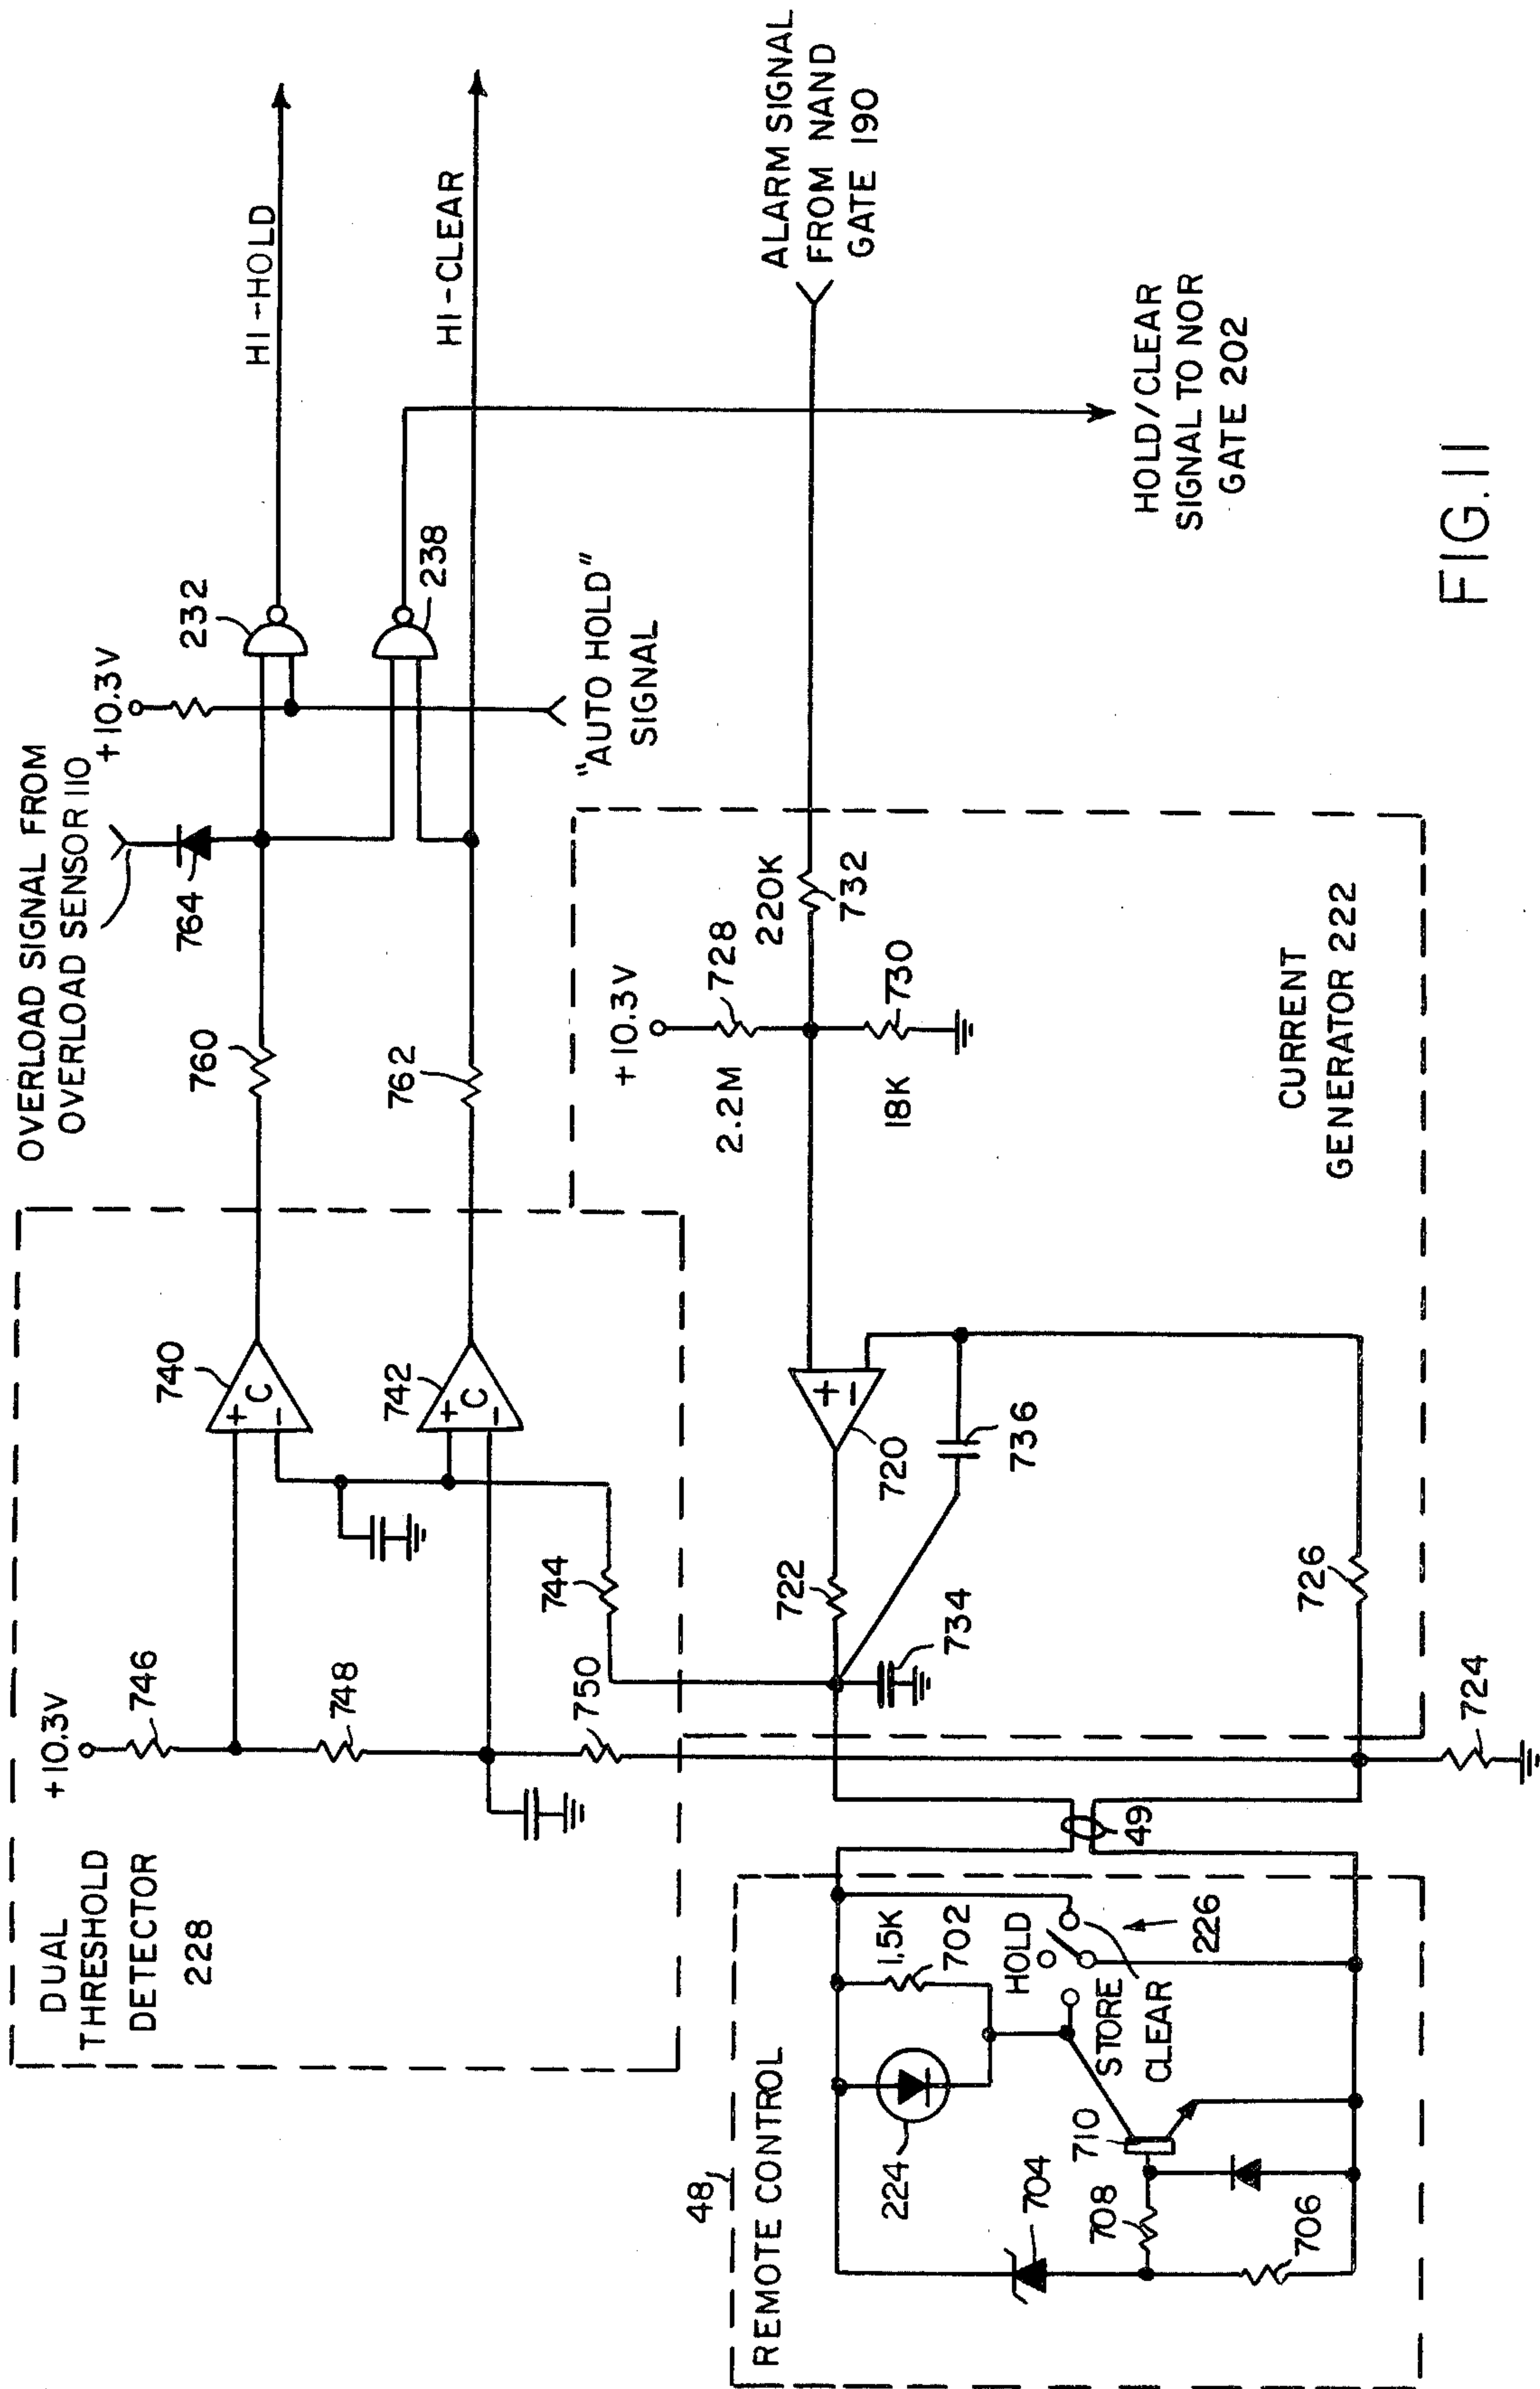 OVERLOAD SIGNAL FROM
OVERLOAD SENSOR 110
+10.3V
764
232
HI-HOLD
760
238
HI-CLEAR
762
"AUTO HOLD"
SIGNAL
DUAL
THRESHOLD
DETECTOR
228
+10.3V
746
748
750
744
740
+
C
-
742
+
C
-
ALARM SIGNAL
FROM NAND
GATE 190
HOLD/CLEAR
SIGNAL TO NOR
GATE 202
+10.3V
2.2M
728
220K
732
18K
730
720
+
-
722
734
736
726
724
CURRENT
GENERATOR 222
48
REMOTE CONTROL
49
1.5K
702
HOLD
226
STORE
CLEAR
224
704
710
708
706
FIG.11